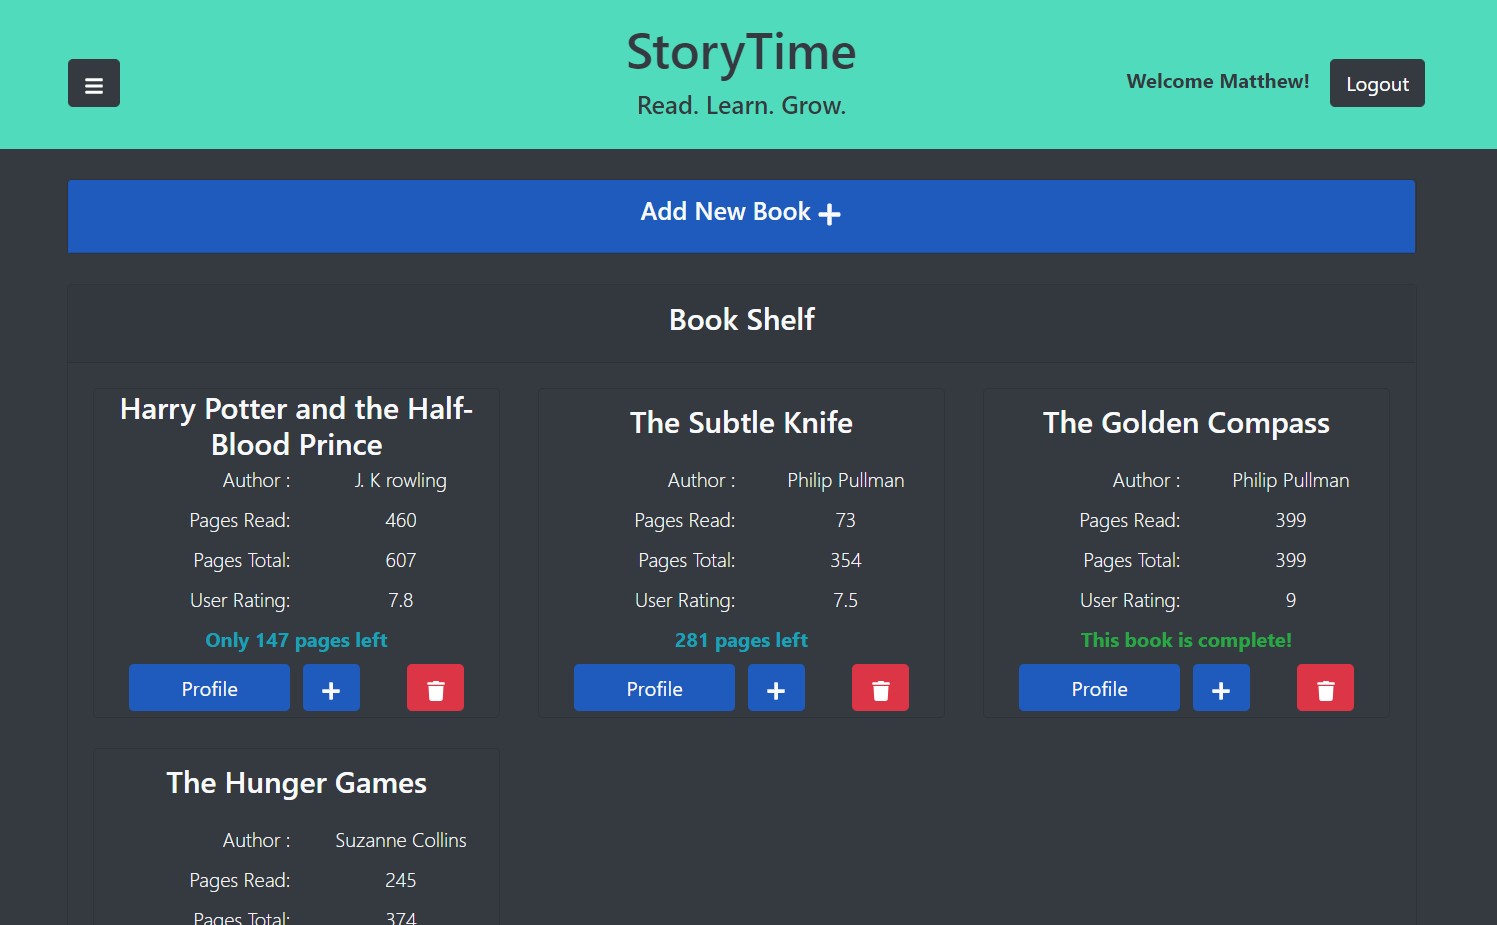 StoryTime
Read. Learn. Grow.
Welcome Matthew!
Logout
Add New Book
Book Shelf
Harry Potter and the Half-
Blood Prince
Author : J. K rowling
Pages Read: 460
Pages Total: 607
User Rating: 7.8
Only 147 pages left
Profile
The Subtle Knife
Author : Philip Pullman
Pages Read: 73
Pages Total: 354
User Rating: 7.5
281 pages left
Profile
The Golden Compass
Author : Philip Pullman
Pages Read: 399
Pages Total: 399
User Rating: 9
This book is complete!
Profile
The Hunger Games
Author : Suzanne Collins
Pages Read: 245
Pages Total: 374